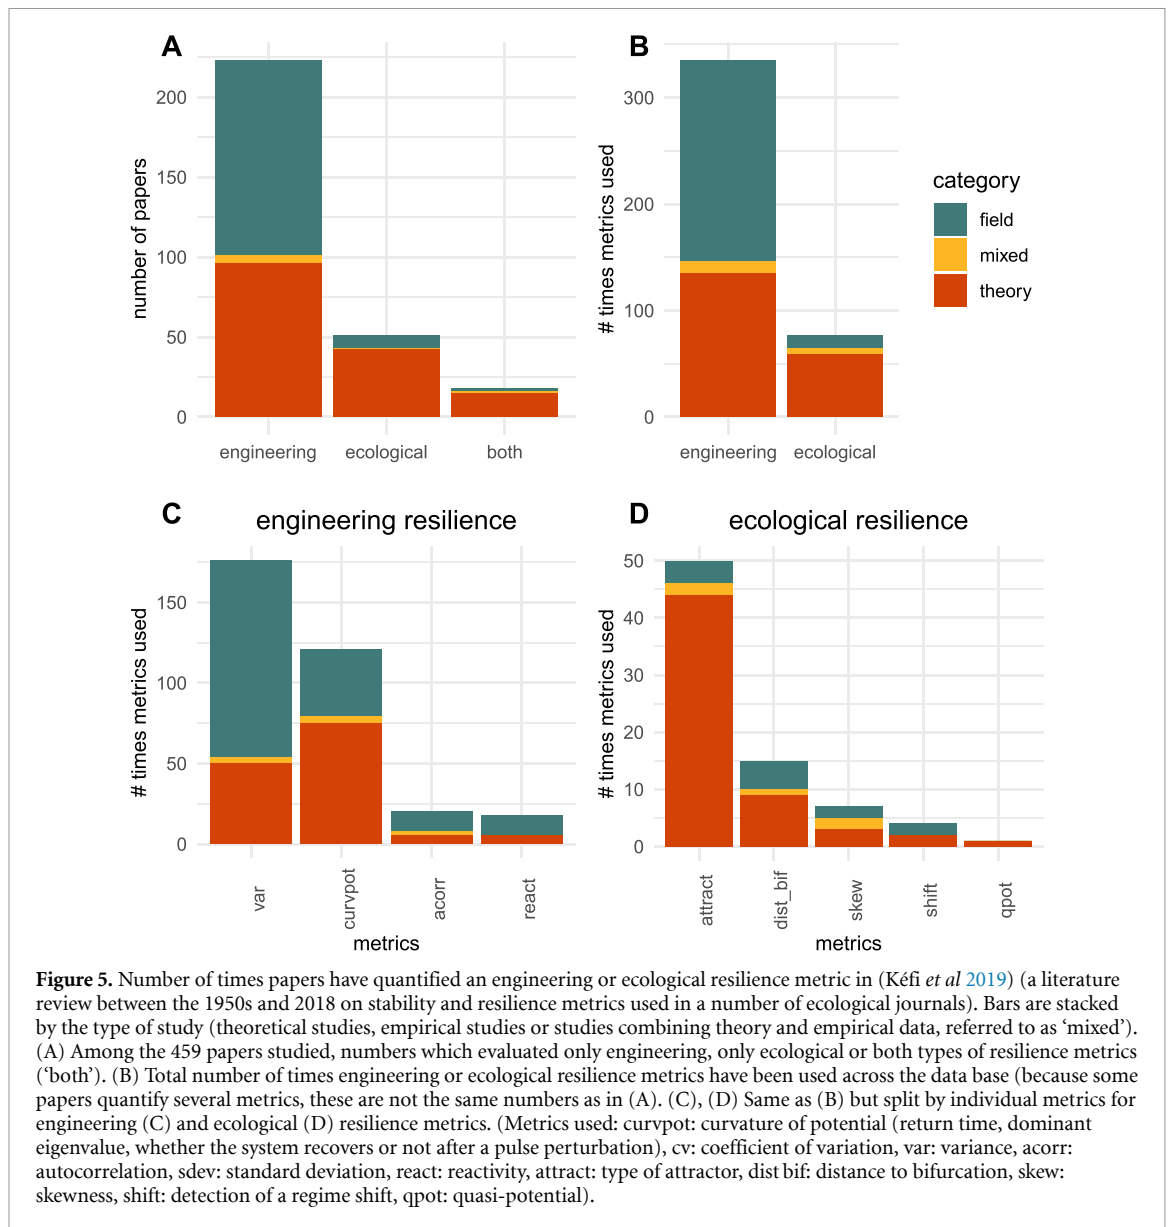 A
number of papers
200
150
100
50
0
engineering
ecological
both
B
# times metrics used
300
200
100
0
engineering
ecological
category
field
mixed
theory
C
engineering resilience
# times metrics used
150
100
50
0
var
curvpot
acorr
react
metrics
D
ecological resilience
# times metrics used
50
40
30
20
10
0
attract
dist_bif
skew
shift
qpot
metrics
Figure 5. Number of times papers have quantified an engineering or ecological resilience metric in (Kéfi et al 2019) (a literature
review between the 1950s and 2018 on stability and resilience metrics used in a number of ecological journals). Bars are stacked
by the type of study (theoretical studies, empirical studies or studies combining theory and empirical data, referred to as ‘mixed’).
(A) Among the 459 papers studied, numbers which evaluated only engineering, only ecological or both types of resilience metrics
(‘both’). (B) Total number of times engineering or ecological resilience metrics have been used across the data base (because some
papers quantify several metrics, these are not the same numbers as in (A). (C), (D) Same as (B) but split by individual metrics for
engineering (C) and ecological (D) resilience metrics. (Metrics used: curvpot: curvature of potential (return time, dominant
eigenvalue, whether the system recovers or not after a pulse perturbation), cv: coefficient of variation, var: variance, acorr:
autocorrelation, sdev: standard deviation, react: reactivity, attract: type of attractor, dist bif: distance to bifurcation, skew:
skewness, shift: detection of a regime shift, qpot: quasi-potential).